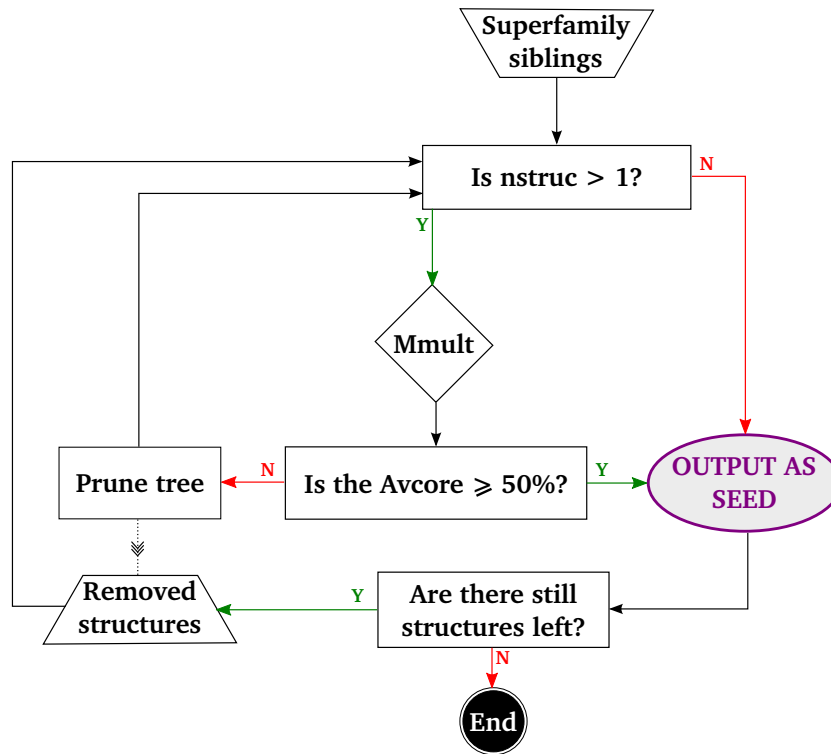 Superfamily
siblings
Is nstruc > 1?
N
Y
Mmult
Prune tree
N
Is the Avcore ⩾ 50%?
Y
OUTPUT AS
SEED
Removed
structures
Y
Are there still
structures left?
N
End